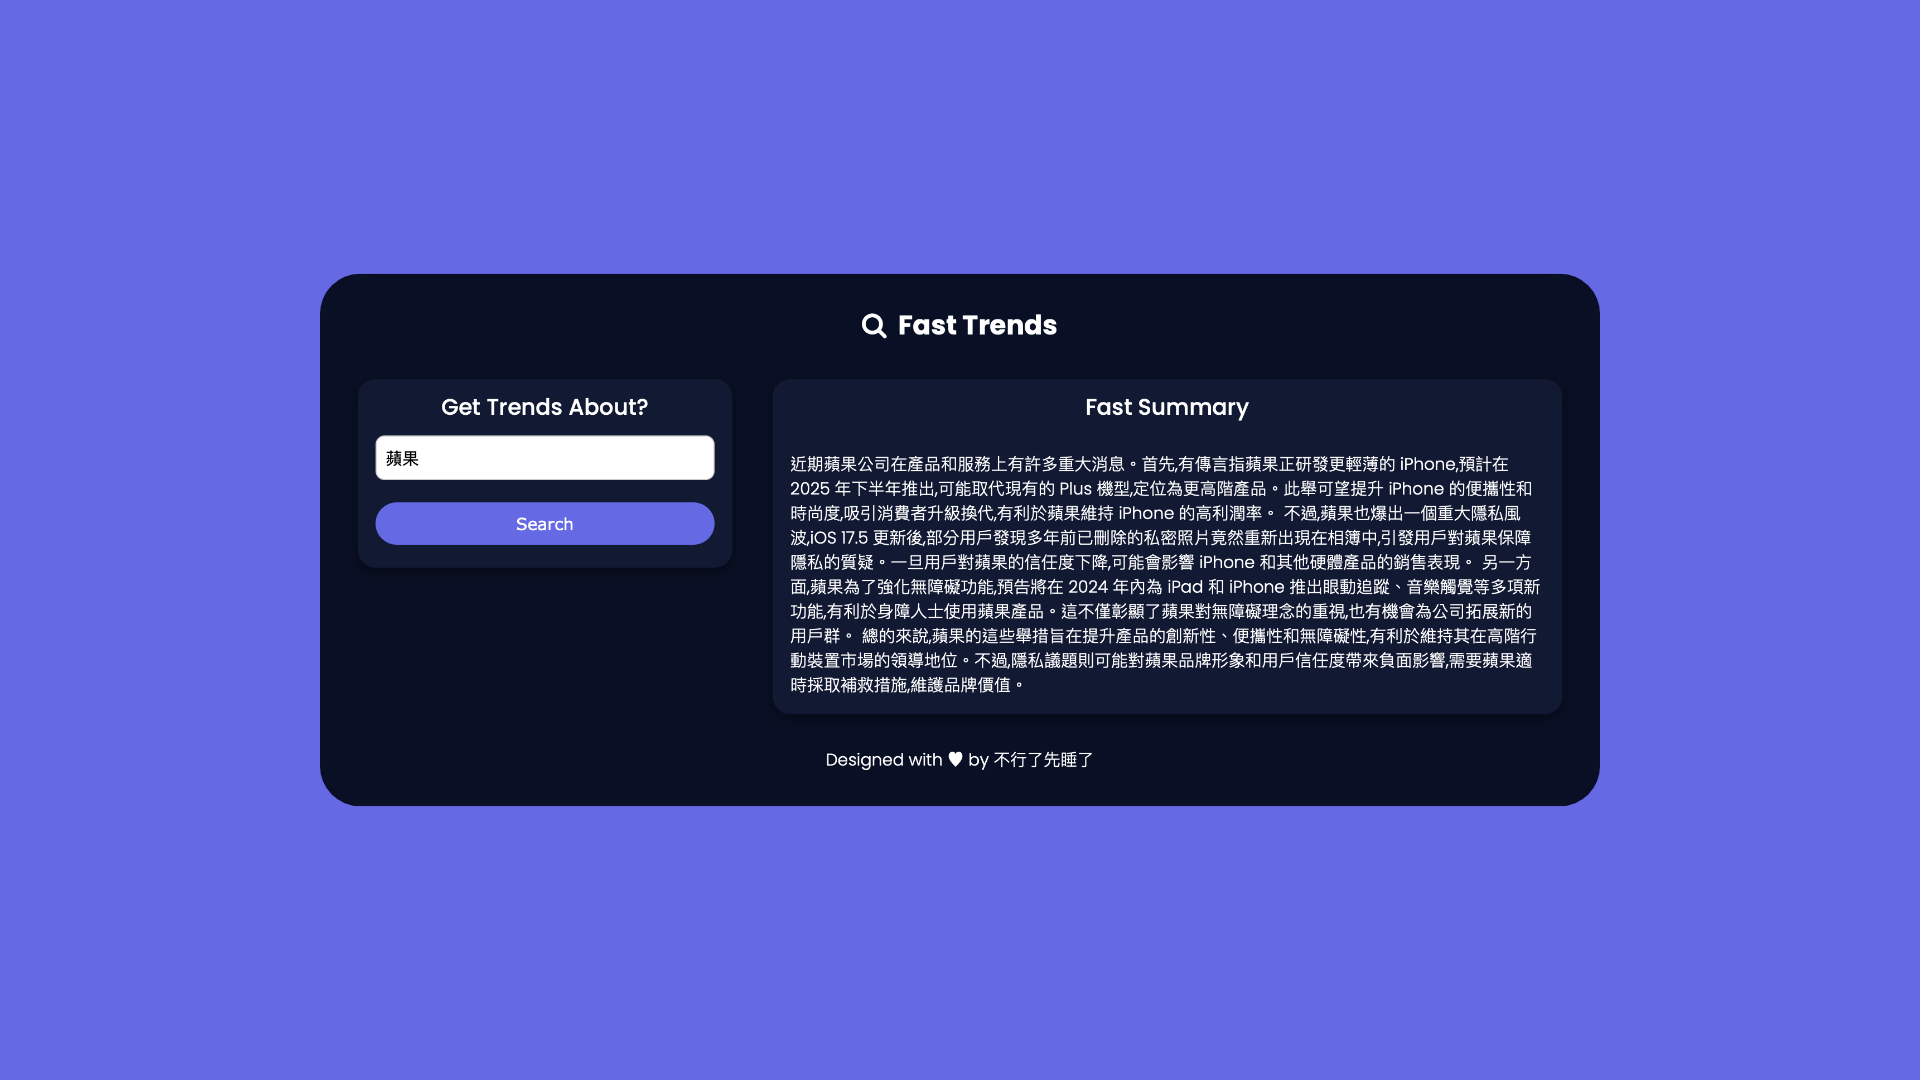 Fast Trends
Get Trends About?
蘋果
Search
Fast Summary
近期蘋果公司在產品和服務上有許多重大消息。首先,有傳言指蘋果正研發更輕薄的 iPhone,預計在
2025 年下半年推出,可能取代現有的 Plus 機型,定位為更高階產品。此舉可望提升 iPhone 的便攜性和
時尚度,吸引消費者升級換代,有利於蘋果維持 iPhone 的高利潤率。 不過,蘋果也爆出一個重大隱私風
波,iOS 17.5 更新後,部分用戶發現多年前已刪除的私密照片竟然重新出現在相簿中,引發用戶對蘋果保障
隱私的質疑。一旦用戶對蘋果的信任度下降,可能會影響 iPhone 和其他硬體產品的銷售表現。 另一方
面,蘋果為了強化無障礙功能,預告將在 2024 年內為 iPad 和 iPhone 推出眼動追蹤、音樂觸覺等多項新
功能,有利於身障人士使用蘋果產品。這不僅彰顯了蘋果對無障礙理念的重視,也有機會為公司拓展新的
用戶群。 總的來說,蘋果的這些舉措旨在提升產品的創新性、便攜性和無障礙性,有利於維持其在高階行
動裝置市場的領導地位。不過,隱私議題則可能對蘋果品牌形象和用戶信任度帶來負面影響,需要蘋果適
時採取補救措施,維護品牌價值。
Designed with ♥ by 不行了先睡了